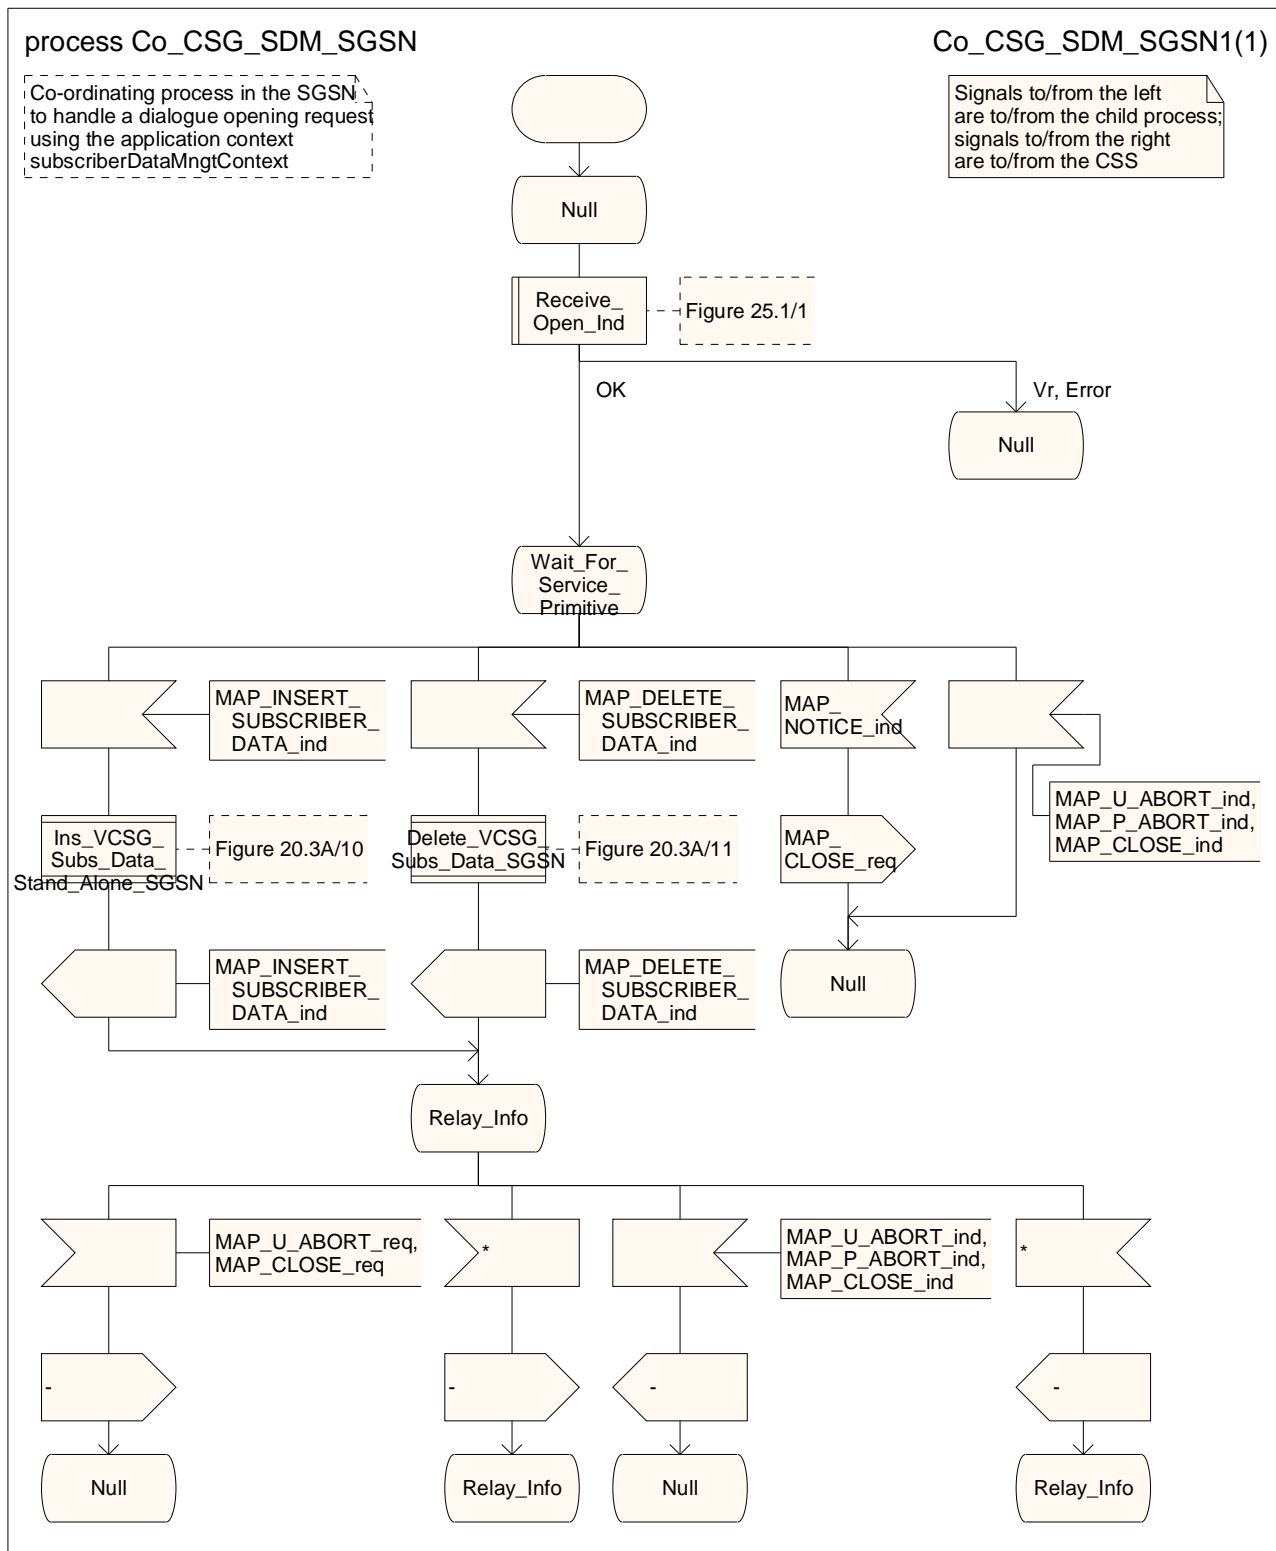 process Co_CSG_SDM_SGSN
Co_CSG_SDM_SGSN1(1)
Co-ordinating process in the SGSN
to handle a dialogue opening request
using the application context
subscriberDataMngtContext
Signals to/from the left
are to/from the child process;
signals to/from the right
are to/from the CSS
Null
Receive_
Open_Ind
Figure 25.1/1
OK
Vr, Error
Null
Wait_For_
Service_
Primitive
MAP_INSERT_
SUBSCRIBER_
DATA_ind
MAP_DELETE_
SUBSCRIBER_
DATA_ind
MAP_
NOTICE_ind
MAP_U_ABORT_ind,
MAP_P_ABORT_ind,
MAP_CLOSE_ind
Ins_VCSG_
Subs_Data_
Stand_Alone_SGSN
Figure 20.3A/10
Delete_VCSG_
Subs_Data_SGSN
Figure 20.3A/11
MAP_
CLOSE_req
MAP_INSERT_
SUBSCRIBER_
DATA_ind
MAP_DELETE_
SUBSCRIBER_
DATA_ind
Null
Relay_Info
MAP_U_ABORT_req,
MAP_CLOSE_req
*
MAP_U_ABORT_ind,
MAP_P_ABORT_ind,
MAP_CLOSE_ind
*
-
-
-
-
Null
Relay_Info
Null
Relay_Info